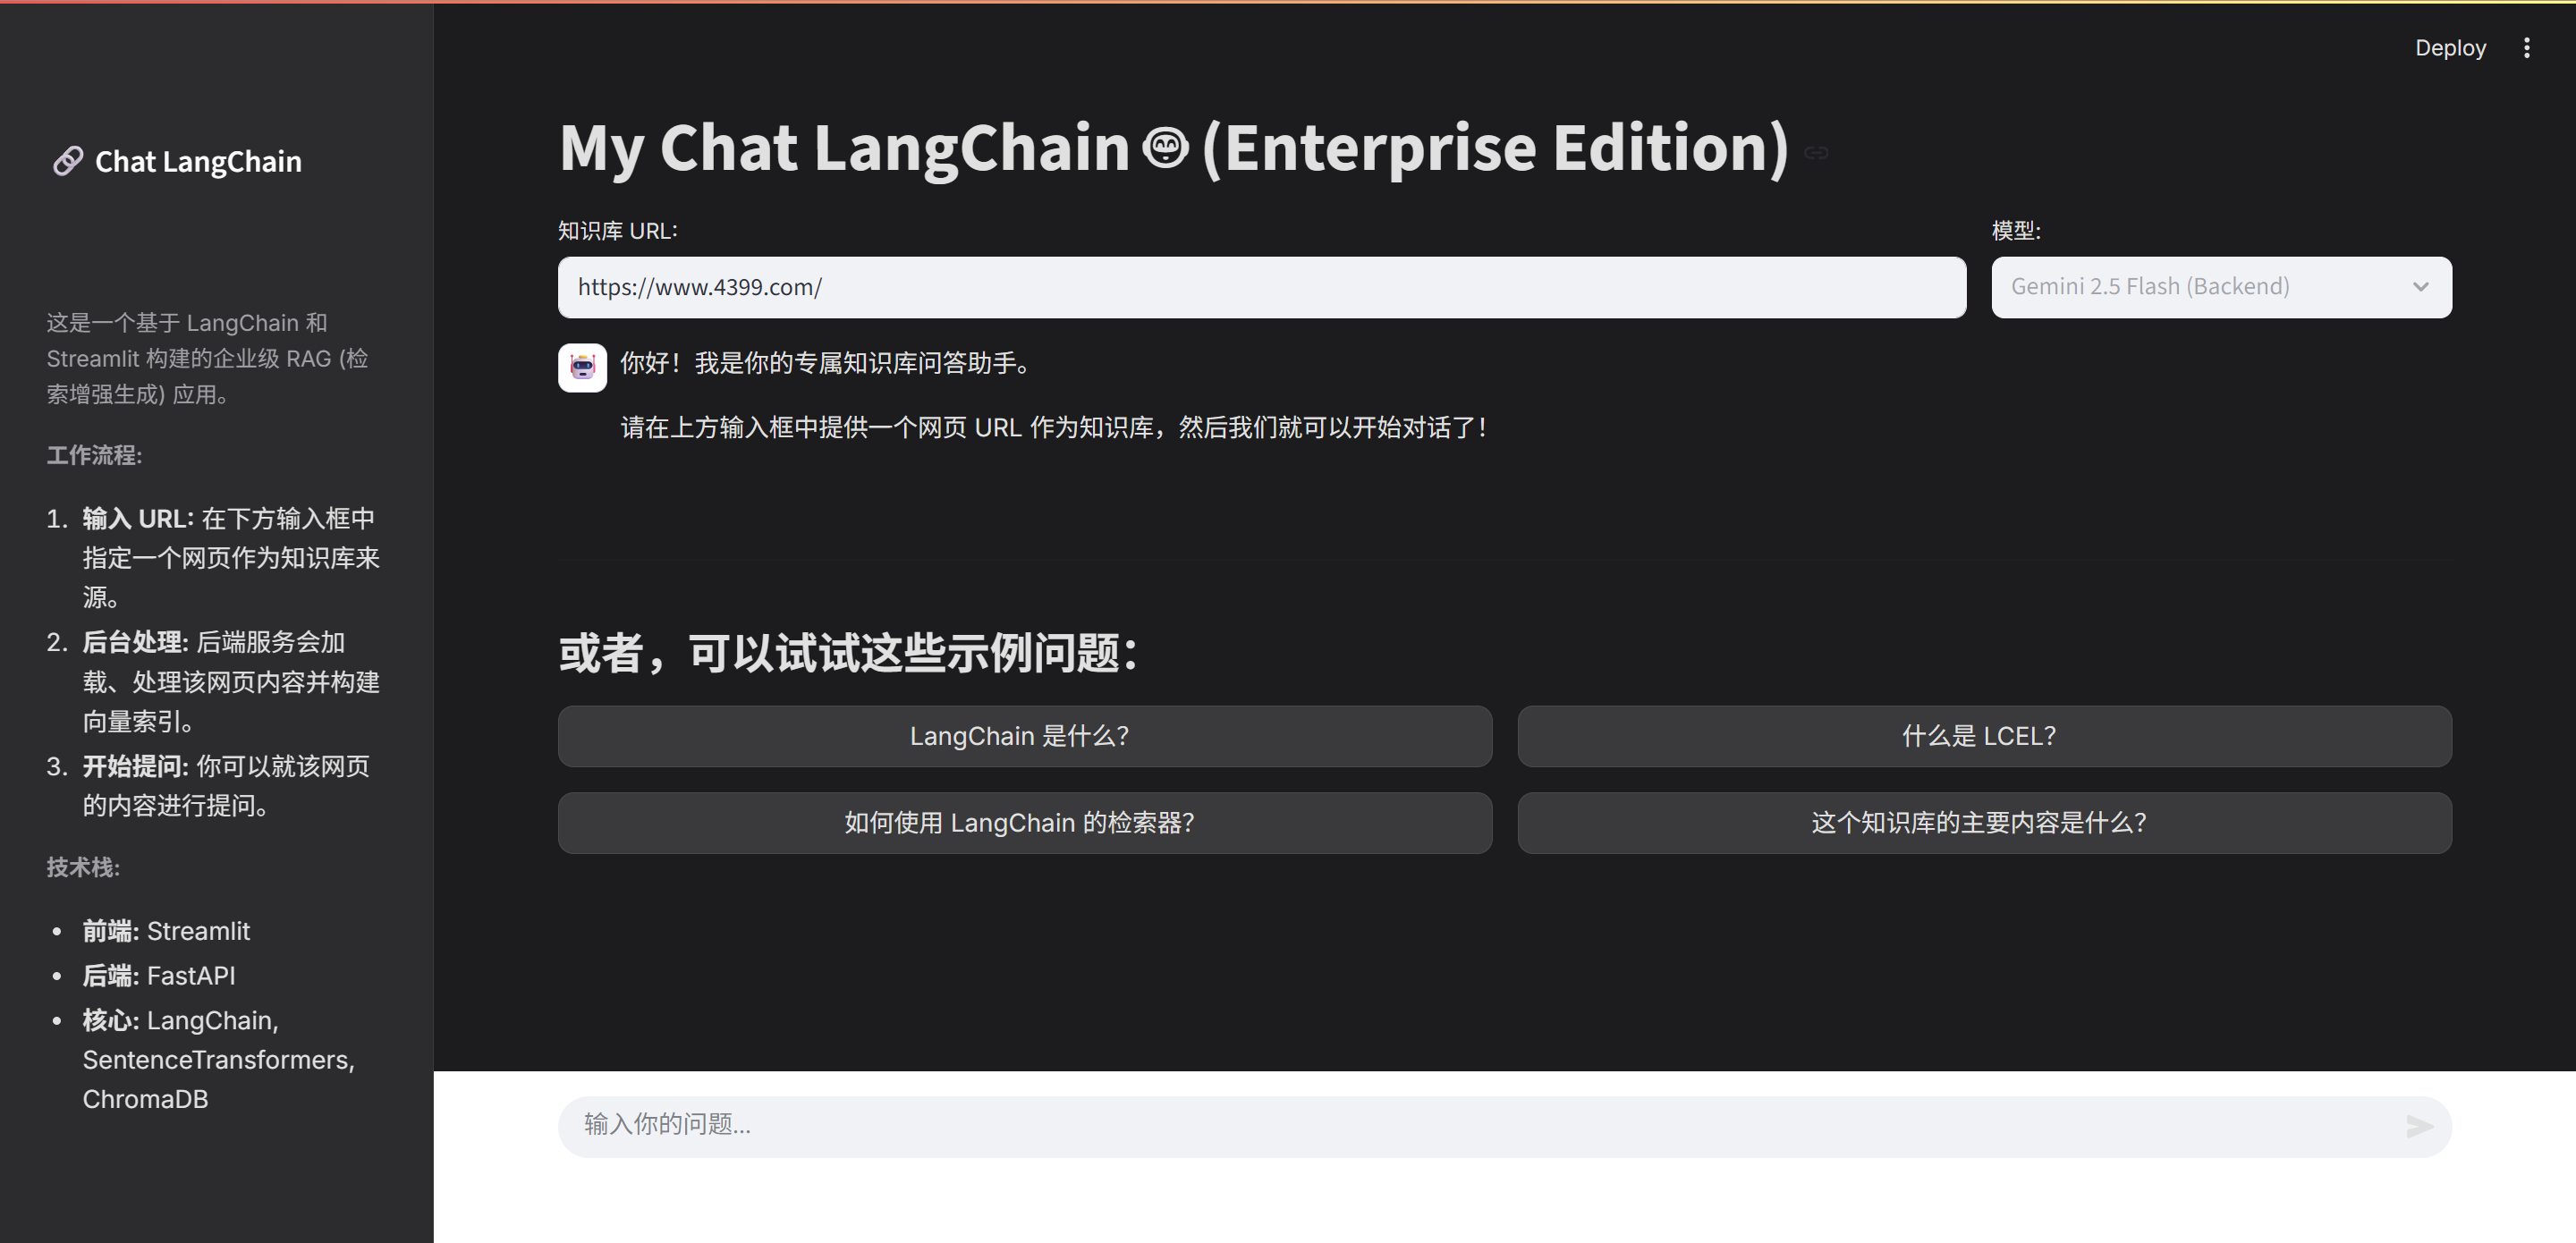 Chat LangChain
这是一个基于 LangChain 和
Streamlit 构建的企业级 RAG (检
索增强生成) 应用。
工作流程:
1. 输入 URL: 在下方输入框中
指定一个网页作为知识库来
源。
2. 后台处理: 后端服务会加
载、处理该网页内容并构建
向量索引。
3. 开始提问: 你可以就该网页
的内容进行提问。
技术栈:
• 前端: Streamlit
• 后端: FastAPI
• 核心: LangChain,
SentenceTransformers,
ChromaDB
Deploy
My Chat LangChain (Enterprise Edition)
知识库 URL:
https://www.4399.com/
模型:
Gemini 2.5 Flash (Backend)
你好！我是你的专属知识库问答助手。
请在上方输入框中提供一个网页 URL 作为知识库，然后我们就可以开始对话了！
或者，可以试试这些示例问题：
LangChain 是什么？
什么是 LCEL？
如何使用 LangChain 的检索器？
这个知识库的主要内容是什么？
输入你的问题...